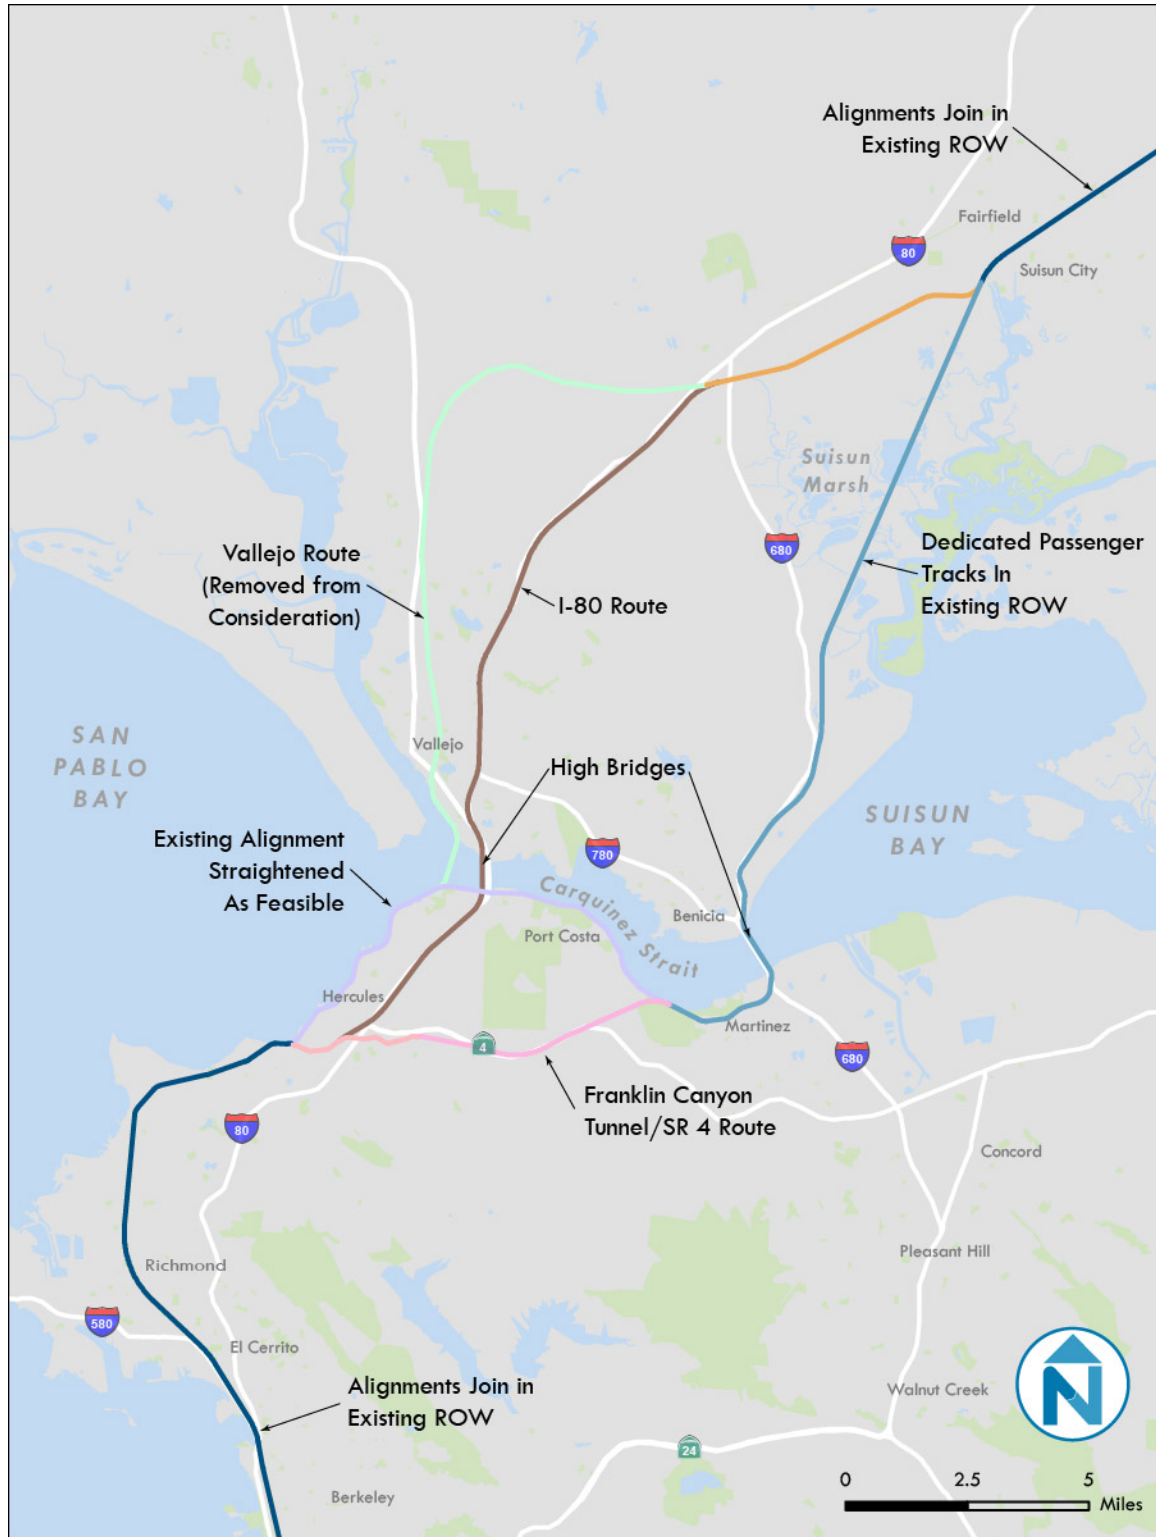 Alignments Join in
Existing ROW
Fairfield
80
Suisun City
Suisun
Marsh
Vallejo Route
(Removed from
Consideration)
I-80 Route
680
Dedicated Passenger
Tracks In
Existing ROW
SAN
PABLO
BAY
Vallejo
High Bridges
SUISUN
BAY
Existing Alignment
Straightened
As Feasible
780
Carquinez Strait
Benicia
Port Costa
Hercules
Martinez
4
680
80
Franklin Canyon
Tunnel/SR 4 Route
Concord
Pleasant Hill
Richmond
580
El Cerrito
Alignments Join in
Existing ROW
Walnut Creek
24
N
Berkeley
0 2.5 5
Miles